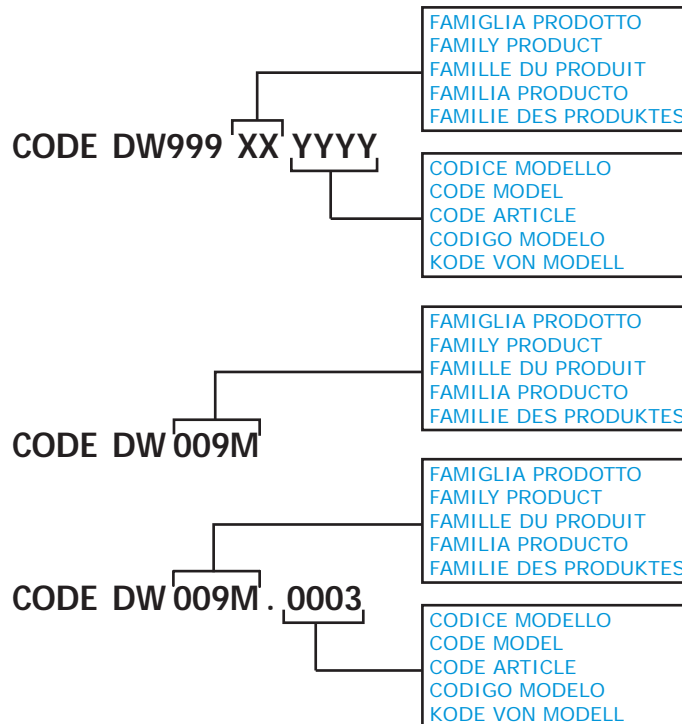 FAMIGLIA PRODOTTO
FAMILY PRODUCT
FAMILLE DU PRODUIT
FAMILIA PRODUCTO
FAMILIE DES PRODUKTES
CODE DW999 XX YYYY
CODICE MODELLO
CODE MODEL
CODE ARTICLE
CODIGO MODELO
KODE VON MODELL
FAMIGLIA PRODOTTO
FAMILY PRODUCT
FAMILLE DU PRODUIT
FAMILIA PRODUCTO
FAMILIE DES PRODUKTES
CODE DW 009M
FAMIGLIA PRODOTTO
FAMILY PRODUCT
FAMILLE DU PRODUIT
FAMILIA PRODUCTO
FAMILIE DES PRODUKTES
CODE DW 009M . 0003
CODICE MODELLO
CODE MODEL
CODE ARTICLE
CODIGO MODELO
KODE VON MODELL